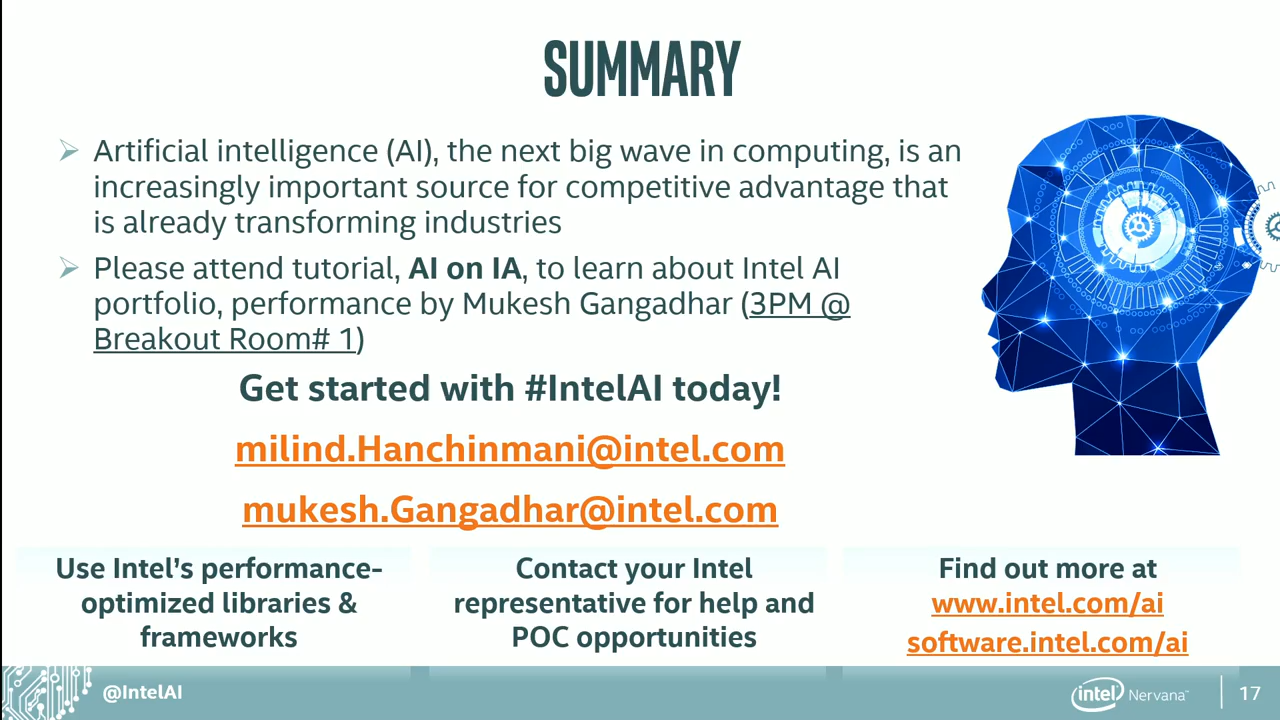 SUMMARY
Artificial intelligence (AI), the next big wave in computing, is an
increasingly important source for competitive advantage that
is already transforming industries
Please attend tutorial, AI on IA, to learn about Intel AI
portfolio, performance by Mukesh Gangadhar (3PM @
Breakout Room# 1)
Get started with #IntelAI today!
milind.Hanchinmani@intel.com
mukesh.Gangadhar@intel.com
Use Intel's performance-
optimized libraries &
frameworks
Contact your Intel
representative for help and
POC opportunities
Find out more at
www.intel.com/ai
software.intel.com/ai
@IntelAI
intel Nervana™
17